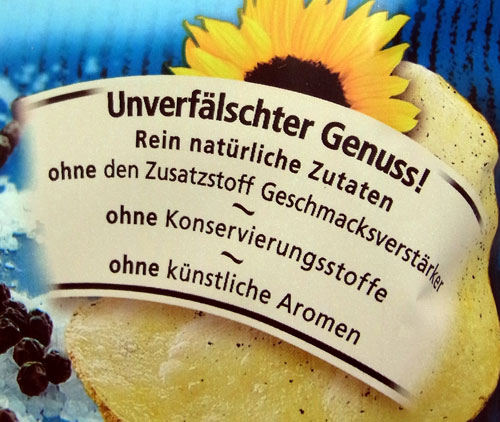 Unverfälschter Genuss!
Rein natürliche Zutaten
ohne den Zusatzstoff Geschmacksverstärker
~
ohne Konservierungsstoffe
~
ohne künstliche Aromen